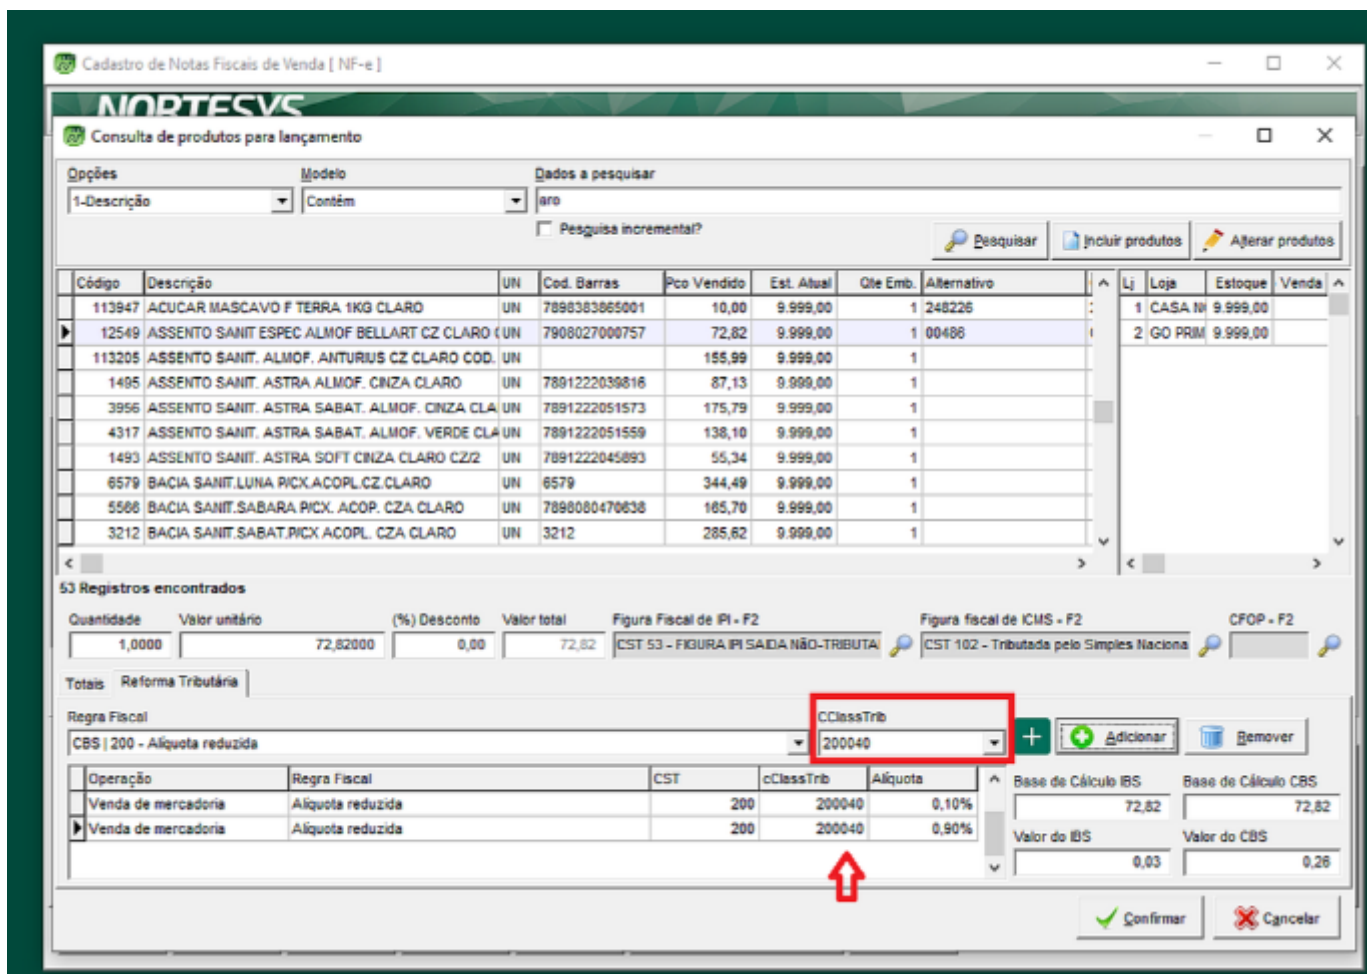 Cadastro de Notas Fiscais de Venda [ NF-e ]
NORTESYS
Consulta de produtos para lançamento
Opções Modelo Dados a pesquisar
1-Descrição Contém aro
Pesquisa incremental?
Pesquisar Incluir produtos Alterar produtos
Código Descrição UN Cod. Barras Pco Vendido Est. Atual Qte Emb. Alternativo Lj Loja Estoque Venda
113947 ACUCAR MASCAVO F TERRA 1KG CLARO UN 7898383865001 10,00 9.999,00 1 248226 1 CASA N 9.999,00
12549 ASSENTO SANIT ESPEC ALMOF BELLART CZ CLARO ( UN 7908027000757 72,82 9.999,00 1 00486 2 GO PRIM 9.999,00
113205 ASSENTO SANIT. ALMOF. ANTURIUS CZ CLARO COD. UN 155,99 9.999,00 1
1495 ASSENTO SANIT. ASTRA ALMOF. CINZA CLARO UN 7891222039816 87,13 9.999,00 1
3956 ASSENTO SANIT. ASTRA SABAT. ALMOF. CINZA CLA UN 7891222051573 175,79 9.999,00 1
4317 ASSENTO SANIT. ASTRA SABAT. ALMOF. VERDE CLA UN 7891222051559 138,10 9.999,00 1
1493 ASSENTO SANIT. ASTRA SOFT CINZA CLARO CZ/2 UN 7891222045893 55,34 9.999,00 1
6579 BACIA SANIT.LUNA P/CX.ACOPL.CZ.CLARO UN 6579 344,49 9.999,00 1
5566 BACIA SANIT.SABARA P/CX. ACOP. CZA CLARO UN 7898080470638 165,70 9.999,00 1
3212 BACIA SANIT.SABAT.P/CX ACOPL. CZA CLARO UN 3212 285,62 9.999,00 1
53 Registros encontrados
Quantidade Valor unitário (%) Desconto Valor total Figura Fiscal de IPI - F2 Figura fiscal de ICMS - F2 CFOP - F2
1,0000 72,82000 0,00 72,82 CST 53 - FIGURA IPI SAIDA NãO-TRIBUTA CST 102 - Tributada pelo Simples Naciona
Totais Reforma Tributária
Regra Fiscal CClassTrib
CBS | 200 - Alíquota reduzida 200040 Adicionar Remover
Operação Regra Fiscal CST cClassTrib Alíquota Base de Cálculo IBS Base de Cálculo CBS
Venda de mercadoria Alíquota reduzida 200 200040 0,10% 72,82 72,82
Venda de mercadoria Alíquota reduzida 200 200040 0,90% Valor do IBS Valor do CBS
0,03 0,26
Confirmar Cancelar